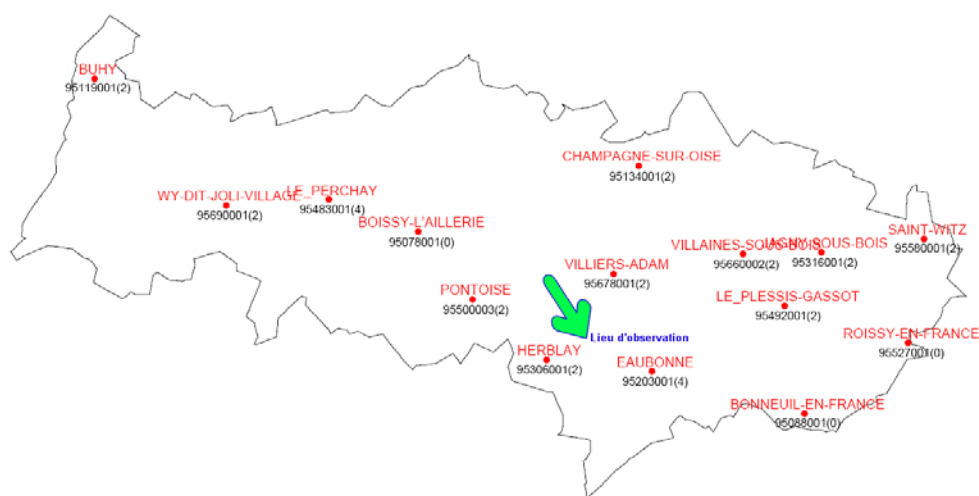 BUHY
95119001(2)
CHAMPAGNE-SUR-OISE
95134001(2)
WY-DIT-JOLI-VILLAGE
95690001(2)
LE_PERCHAY
95483001(4)
BOISSY-L'AILLERIE
95078001(0)
SAINT-WITZ
95580001(2)
VILLAINES-SOUS-BOIS
95660002(2)
JAGNY-SOUS-BOIS
95316001(2)
VILLIERS-ADAM
95678001(2)
PONTOISE
95500003(2)
LE_PLESSIS-GASSOT
95492001(2)
Lieu d'observation
ROISSY-EN-FRANCE
95527001(0)
HERBLAY
95306001(2)
EAUBONNE
95203001(4)
BONNEUIL-EN-FRANCE
95088001(0)